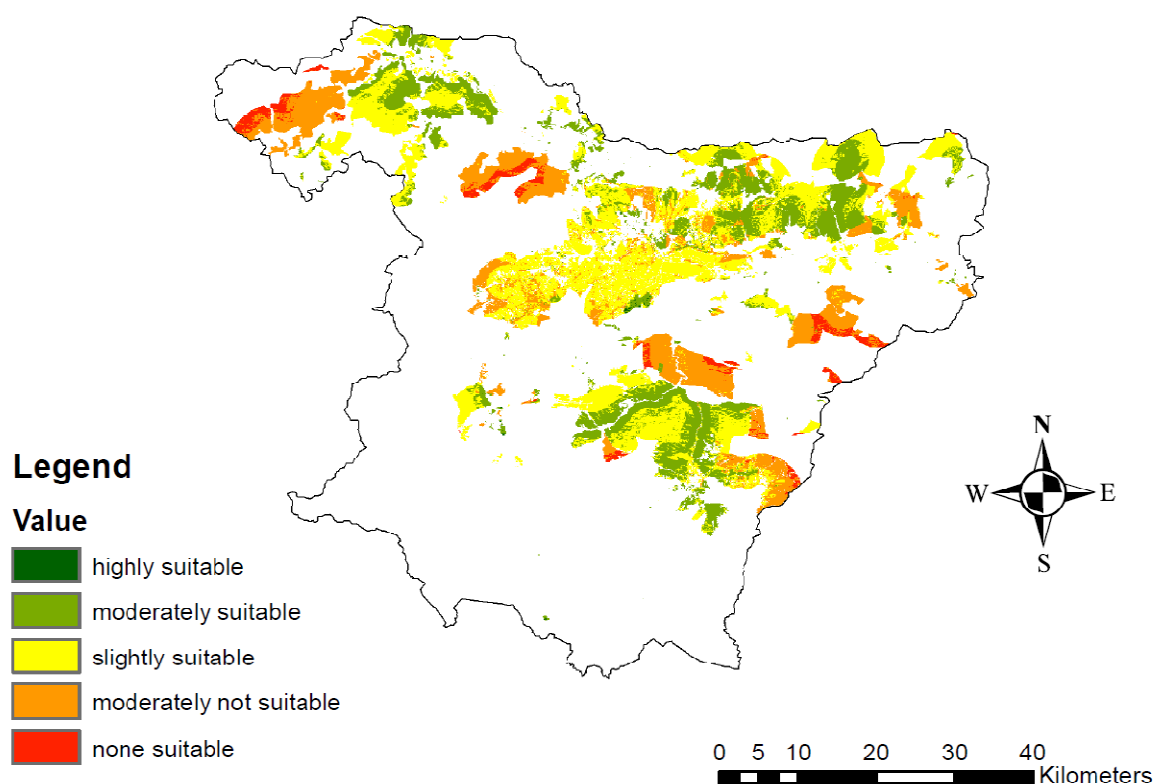 N
W E
S
Legend
Value
highly suitable
moderately suitable
slightly suitable
moderately not suitable
none suitable
0 5 10 20 30 40
Kilometers